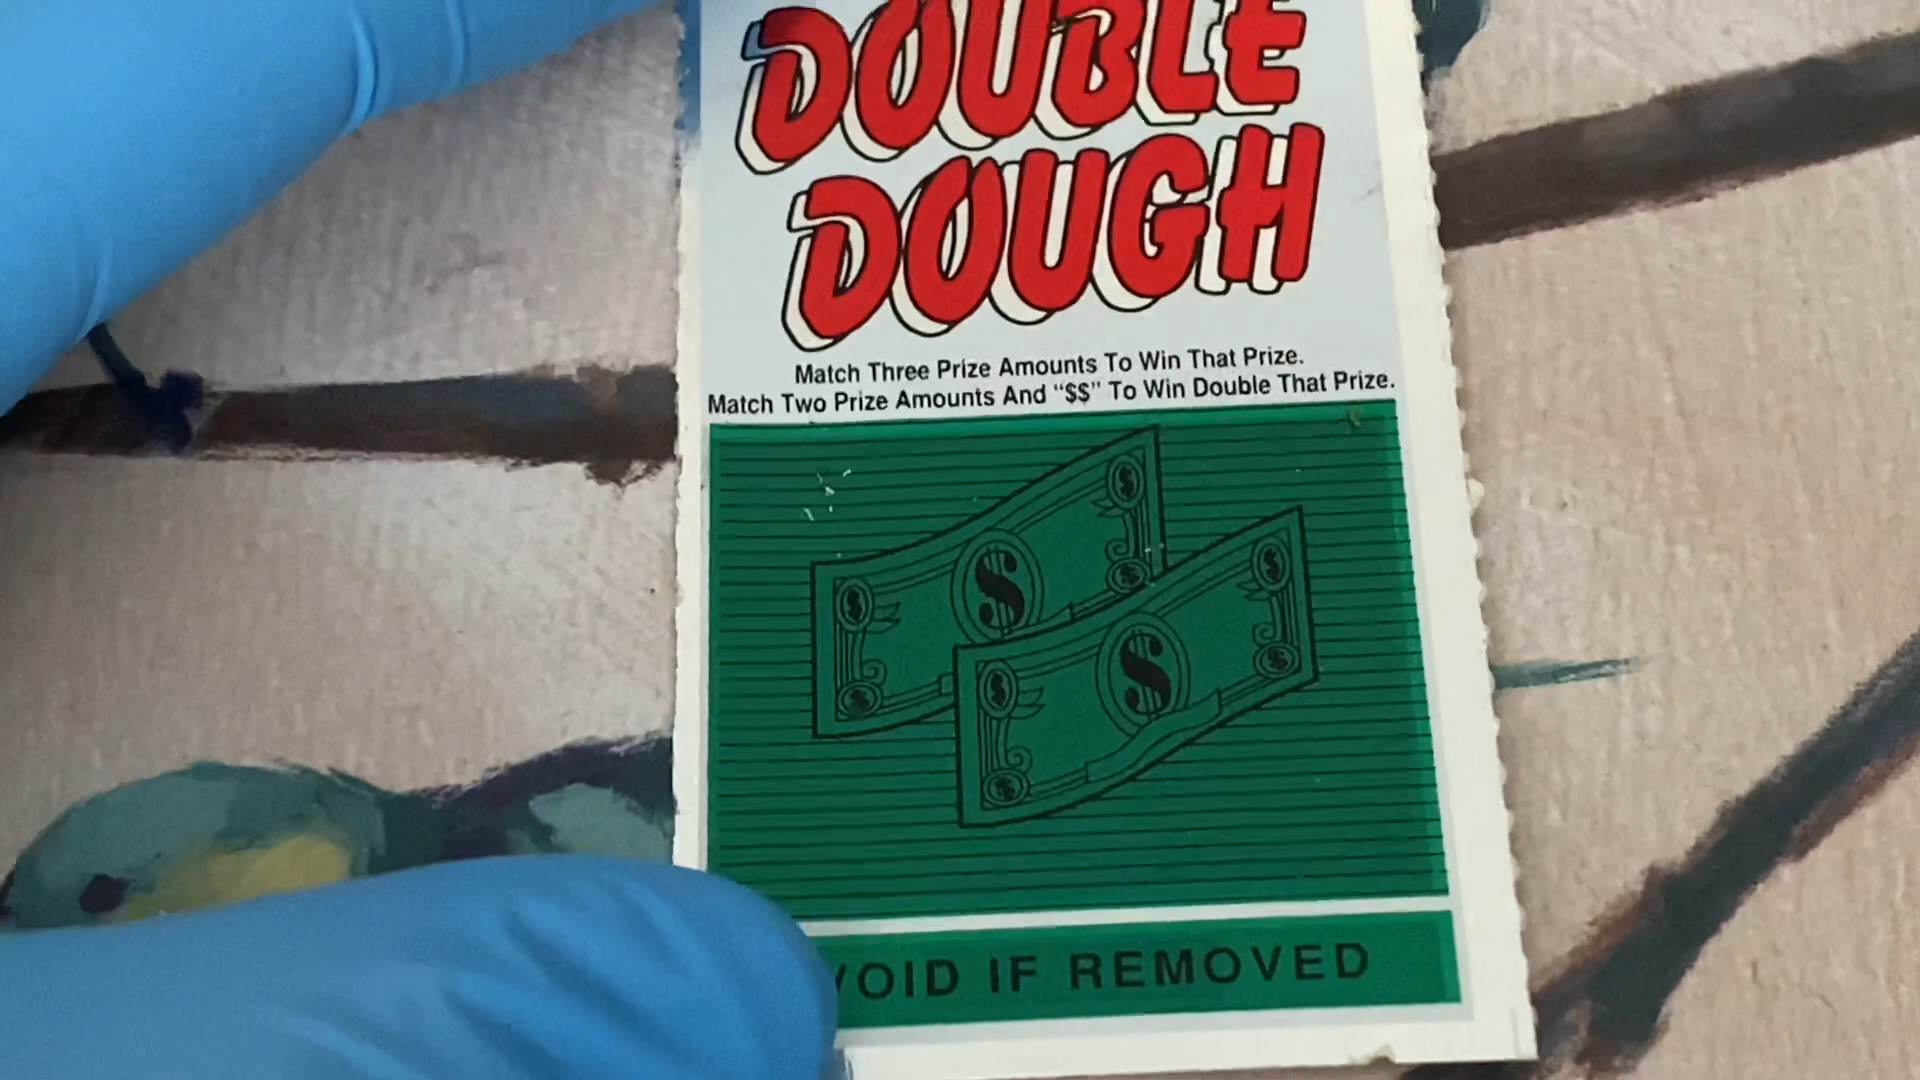 DOUBLE
DOUGH
Match Three Prize Amounts To Win That Prize.
Match Two Prize Amounts And “$$” To Win Double That Prize.
$
$
$
$
$
$
$
$
$
$
VOID IF REMOVED